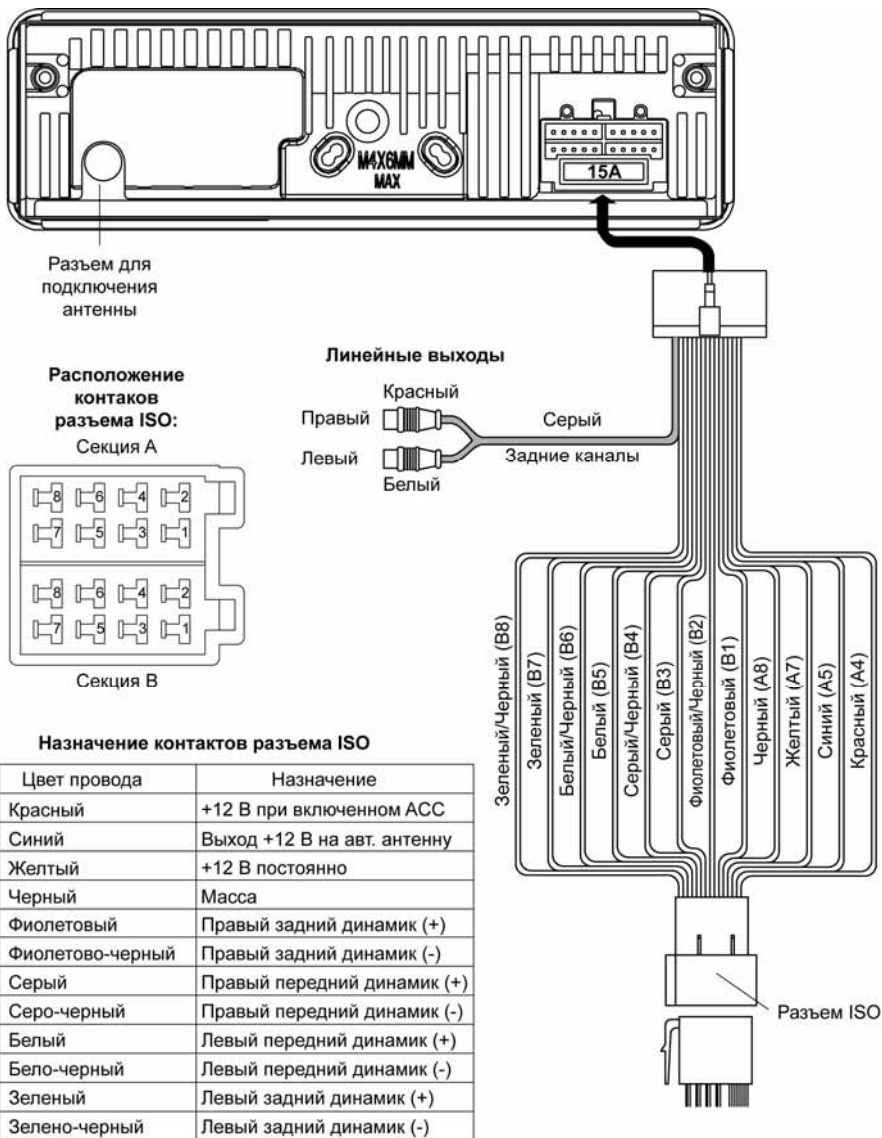 M4X6MM
MAX
15A
Разъем для
подключения
антенны
Линейные выходы
Красный
Правый
Серый
Левый
Задние каналы
Белый
Расположение
контаков
разъема ISO:
Секция А
8 6 4 2
7 5 3 1
8 6 4 2
7 5 3 1
Секция В
Зеленый/Черный (B8)
Зеленый (B7)
Белый/Черный (B6)
Белый (B5)
Серый/Черный (B4)
Серый (B3)
Фиолетовый/Черный (B2)
Фиолетовый (B1)
Черный (A8)
Желтый (A7)
Синий (A5)
Красный (A4)
Разъем ISO
Назначение контактов разъема ISO
Цвет провода Назначение
Красный +12 В при включенном ACC
Синий Выход +12 В на авт. антенну
Желтый +12 В постоянно
Черный Масса
Фиолетовый Правый задний динамик (+)
Фиолетово-черный Правый задний динамик (-)
Серый Правый передний динамик (+)
Серо-черный Правый передний динамик (-)
Белый Левый передний динамик (+)
Бело-черный Левый передний динамик (-)
Зеленый Левый задний динамик (+)
Зелено-черный Левый задний динамик (-)